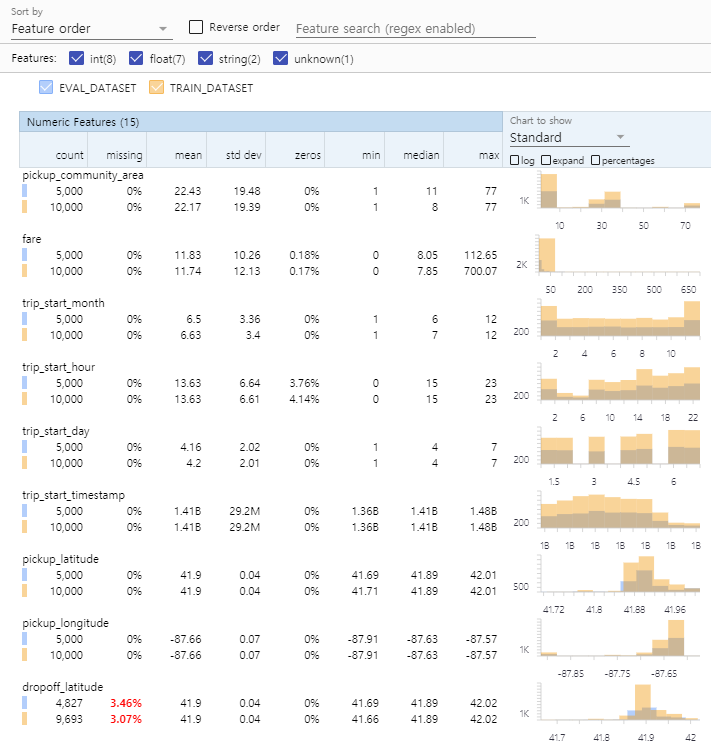 Sort by
Feature order
Reverse order
Feature search (regex enabled)
Features: int(8) float(7) string(2) unknown(1)
EVAL_DATASET TRAIN_DATASET
Numeric Features (15)
Chart to show
Standard
log expand percentages
count missing mean std dev zeros min median max
pickup_community_area
5,000 0% 22.43 19.48 0% 1 11 77
10,000 0% 22.17 19.39 0% 1 8 77
1K
10 30 50 70
fare
5,000 0% 11.83 10.26 0.18% 0 8.05 112.65
10,000 0% 11.74 12.13 0.17% 0 7.85 700.07
2K
50 200 350 500 650
trip_start_month
5,000 0% 6.5 3.36 0% 1 6 12
10,000 0% 6.63 3.4 0% 1 7 12
200
2 4 6 8 10
trip_start_hour
5,000 0% 13.63 6.64 3.76% 0 15 23
10,000 0% 13.63 6.61 4.14% 0 15 23
200
2 6 10 14 18 22
trip_start_day
5,000 0% 4.16 2.02 0% 1 4 7
10,000 0% 4.2 2.01 0% 1 4 7
200
1.5 3 4.5 6
trip_start_timestamp
5,000 0% 1.41B 29.2M 0% 1.36B 1.41B 1.48B
10,000 0% 1.41B 29.2M 0% 1.36B 1.41B 1.48B
200
1B 1B 1B 1B 1B 1B 1B
pickup_latitude
5,000 0% 41.9 0.04 0% 41.69 41.89 42.01
10,000 0% 41.9 0.04 0% 41.71 41.89 42.01
500
41.72 41.8 41.88 41.96
pickup_longitude
5,000 0% -87.66 0.07 0% -87.91 -87.63 -87.57
10,000 0% -87.66 0.07 0% -87.91 -87.63 -87.57
1K
-87.85 -87.75 -87.65
dropoff_latitude
4,827 3.46% 41.9 0.04 0% 41.69 41.89 42.02
9,693 3.07% 41.9 0.04 0% 41.66 41.89 42.02
1K
41.7 41.8 41.9 42